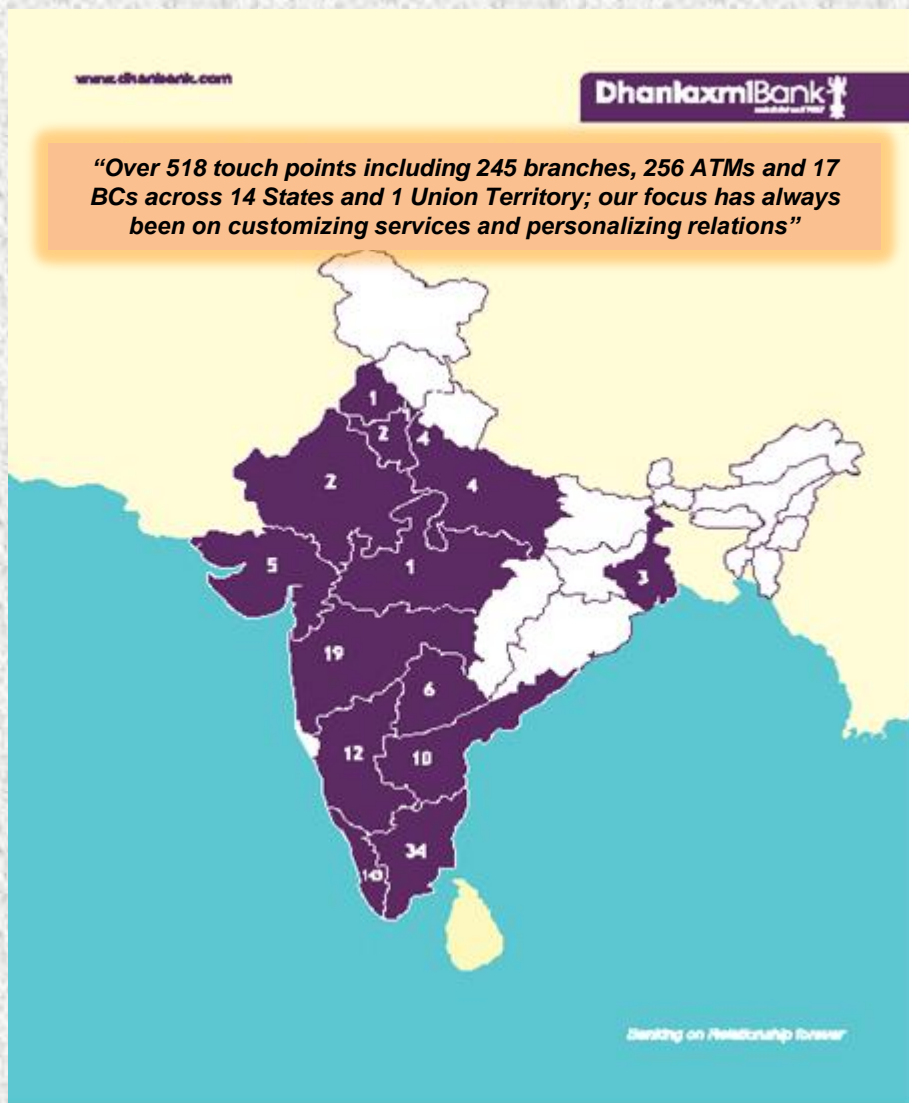 www.dhanbank.com
DhanlaxmiBank
“Over 518 touch points including 245 branches, 256 ATMs and 17
BCs across 14 States and 1 Union Territory; our focus has always
been on customizing services and personalizing relations”
1
2
4
2
4
5
1
3
19
6
12
10
34
Banking on Relationship forever